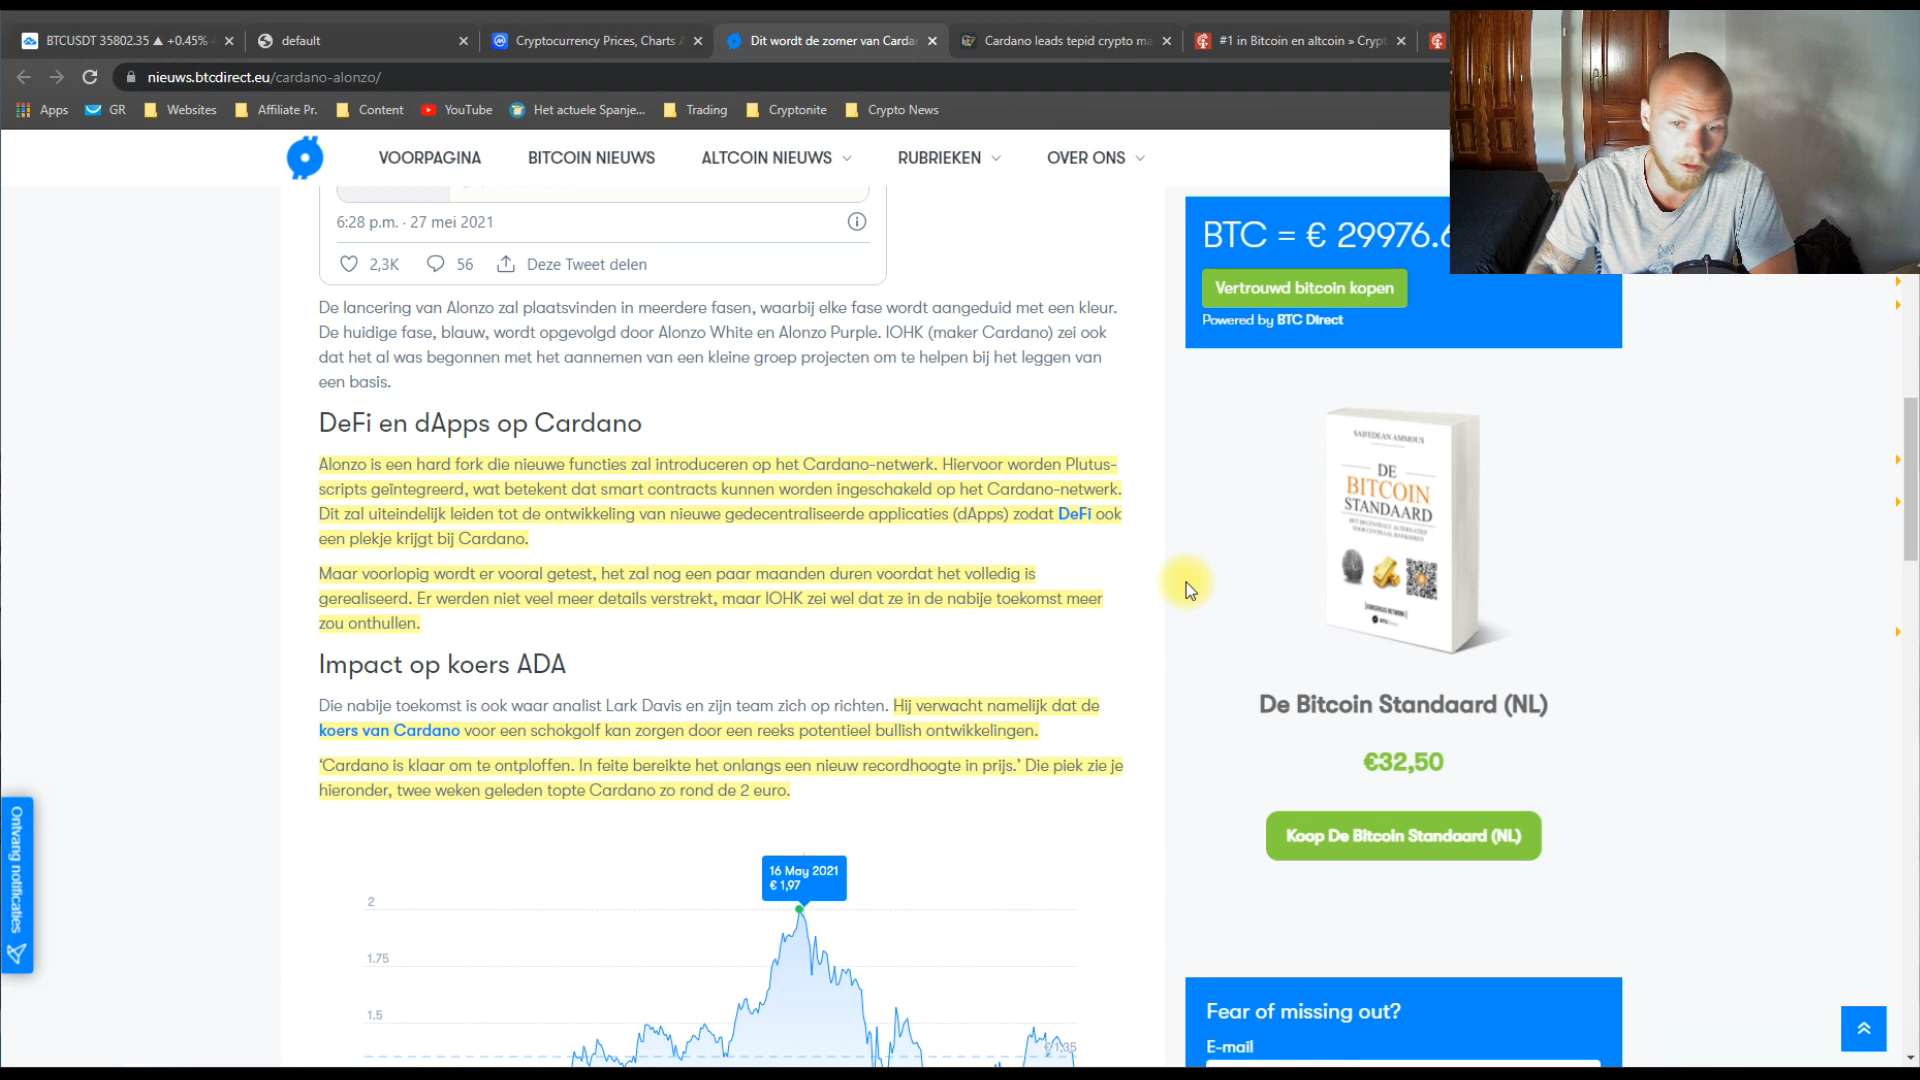 BTCUSDT 35802.35 ▲ +0.45%
default
Cryptocurrency Prices, Charts
Dit wordt de zomer van Cardan
Cardano leads tepid crypto ma
#1 in Bitcoin en altcoin » Crypt
nieuws.btcdirect.eu/cardano-alonzo/
Apps
GR
Websites
Affiliate Pr.
Content
YouTube
Het actuele Spanje...
Trading
Cryptonite
Crypto News
VOORPAGINA
BITCOIN NIEUWS
ALTCOIN NIEUWS
RUBRIEKEN
OVER ONS
6:28 p.m. · 27 mei 2021
2,3K
56
Deze Tweet delen
De lancering van Alonzo zal plaatsvinden in meerdere fasen, waarbij elke fase wordt aangeduid met een kleur.
De huidige fase, blauw, wordt opgevolgd door Alonzo White en Alonzo Purple. IOHK (maker Cardano) zei ook
dat het al was begonnen met het aannemen van een kleine groep projecten om te helpen bij het leggen van
een basis.
DeFi en dApps op Cardano
Alonzo is een hard fork die nieuwe functies zal introduceren op het Cardano-netwerk. Hiervoor worden Plutus-
scripts geïntegreerd, wat betekent dat smart contracts kunnen worden ingeschakeld op het Cardano-netwerk.
Dit zal uiteindelijk leiden tot de ontwikkeling van nieuwe gedecentraliseerde applicaties (dApps) zodat DeFi ook
een plekje krijgt bij Cardano.
Maar voorlopig wordt er vooral getest, het zal nog een paar maanden duren voordat het volledig is
gerealiseerd. Er werden niet veel meer details verstrekt, maar IOHK zei wel dat ze in de nabije toekomst meer
zou onthullen.
Impact op koers ADA
Die nabije toekomst is ook waar analist Lark Davis en zijn team zich op richten. Hij verwacht namelijk dat de
koers van Cardano voor een schokgolf kan zorgen door een reeks potentieel bullish ontwikkelingen.
‘Cardano is klaar om te ontploffen. In feite bereikte het onlangs een nieuw recordhoogte in prijs.’ Die piek zie je
hieronder, twee weken geleden topte Cardano zo rond de 2 euro.
16 May 2021
€ 1,97
2
1.75
1.5
€ 1,35
BTC = € 29976.6
Vertrouwd bitcoin kopen
Powered by BTC Direct
SAIFEDEAN AMMOUS
DE
BITCOIN
STANDAARD
HET DECENTRALE ALTERNATIEF
VOOR CENTRAAL BANKIEREN
De Bitcoin Standaard (NL)
€32,50
Koop De Bitcoin Standaard (NL)
Fear of missing out?
E-mail
Ontvang notificaties